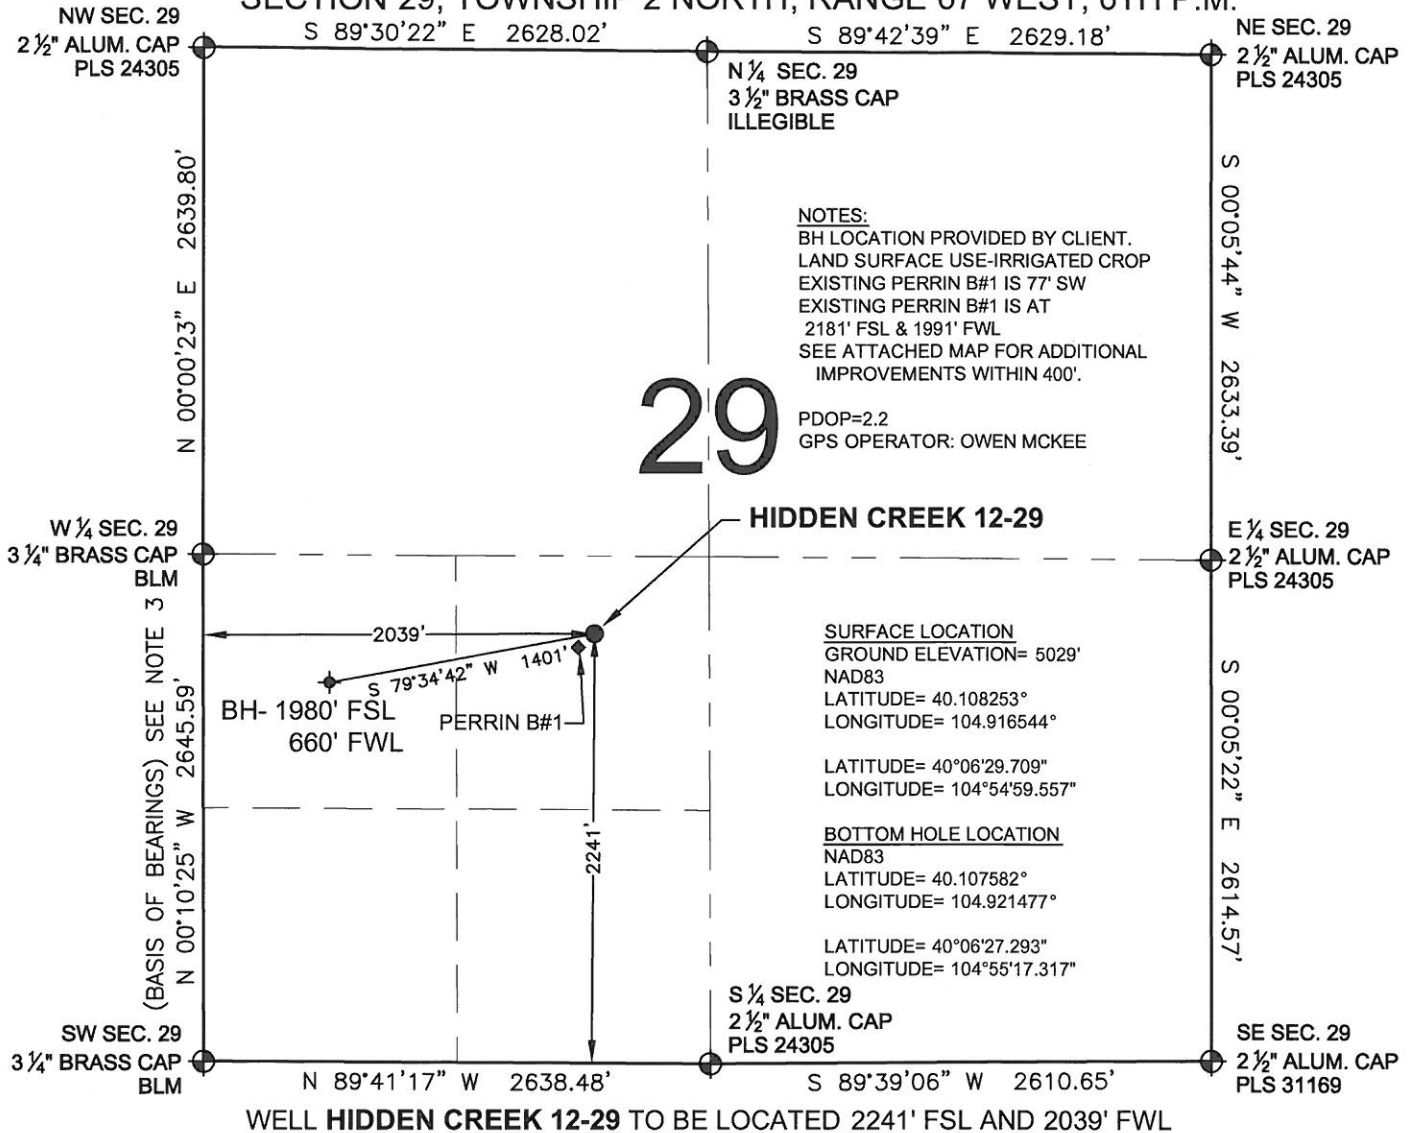 SECTION 29, TOWNSHIP 2 NORTH, RANGE 67 WEST, 6TH P.M.
NW SEC. 29
2 ½" ALUM. CAP
PLS 24305
S 89°30'22" E 2628.02'
S 89°42'39" E 2629.18'
NE SEC. 29
2 ½" ALUM. CAP
PLS 24305
N ¼ SEC. 29
3 ½" BRASS CAP
ILLEGIBLE
N 00°00'23" E 2639.80'
S 00°05'44" W 2633.39'
NOTES:
BH LOCATION PROVIDED BY CLIENT.
LAND SURFACE USE-IRRIGATED CROP
EXISTING PERRIN B#1 IS 77' SW
EXISTING PERRIN B#1 IS AT
2181' FSL & 1991' FWL
SEE ATTACHED MAP FOR ADDITIONAL
IMPROVEMENTS WITHIN 400'.
PDOP=2.2
GPS OPERATOR: OWEN MCKEE
29
HIDDEN CREEK 12-29
W ¼ SEC. 29
3 ¼" BRASS CAP
BLM
E ¼ SEC. 29
2 ½" ALUM. CAP
PLS 24305
(BASIS OF BEARINGS) SEE NOTE 3
N 00°10'25" W 2645.59'
2039'
S 79°34'42" W 1401'
BH- 1980' FSL
660' FWL
PERRIN B#1
2241'
SURFACE LOCATION
GROUND ELEVATION= 5029'
NAD83
LATITUDE= 40.108253°
LONGITUDE= 104.916544°
LATITUDE= 40°06'29.709"
LONGITUDE= 104°54'59.557"
BOTTOM HOLE LOCATION
NAD83
LATITUDE= 40.107582°
LONGITUDE= 104.921477°
LATITUDE= 40°06'27.293"
LONGITUDE= 104°55'17.317"
S 00°05'22" E 2614.57'
SW SEC. 29
3 ¼" BRASS CAP
BLM
S ¼ SEC. 29
2 ½" ALUM. CAP
PLS 24305
SE SEC. 29
2 ½" ALUM. CAP
PLS 31169
N 89°41'17" W 2638.48'
S 89°39'06" W 2610.65'
WELL HIDDEN CREEK 12-29 TO BE LOCATED 2241' FSL AND 2039' FWL